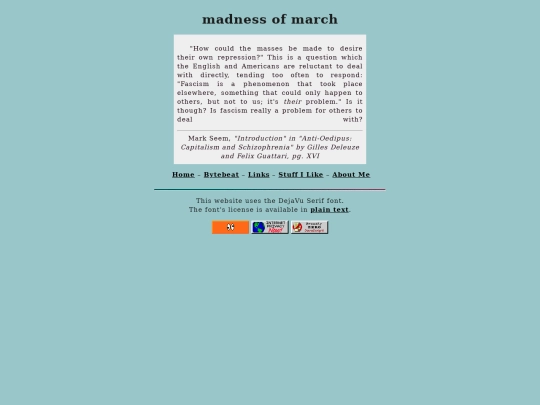 madness of march
"How could the masses be made to desire
their own repression?" This is a question which
the English and Americans are reluctant to deal
with directly, tending too often to respond:
"Fascism is a phenomenon that took place
elsewhere, something that could only happen to
others, but not to us; it's their problem." Is it
though? Is fascism really a problem for others to
deal with?
Mark Seem, "Introduction" in "Anti-Oedipus:
Capitalism and Schizophrenia" by Gilles Deleuze
and Felix Guattari, pg. XVI
Home – Bytebeat – Links – Stuff I Like – About Me
This website uses the DejaVu Serif font.
The font's license is available in plain text.
INTERNET PRIVACY Now!